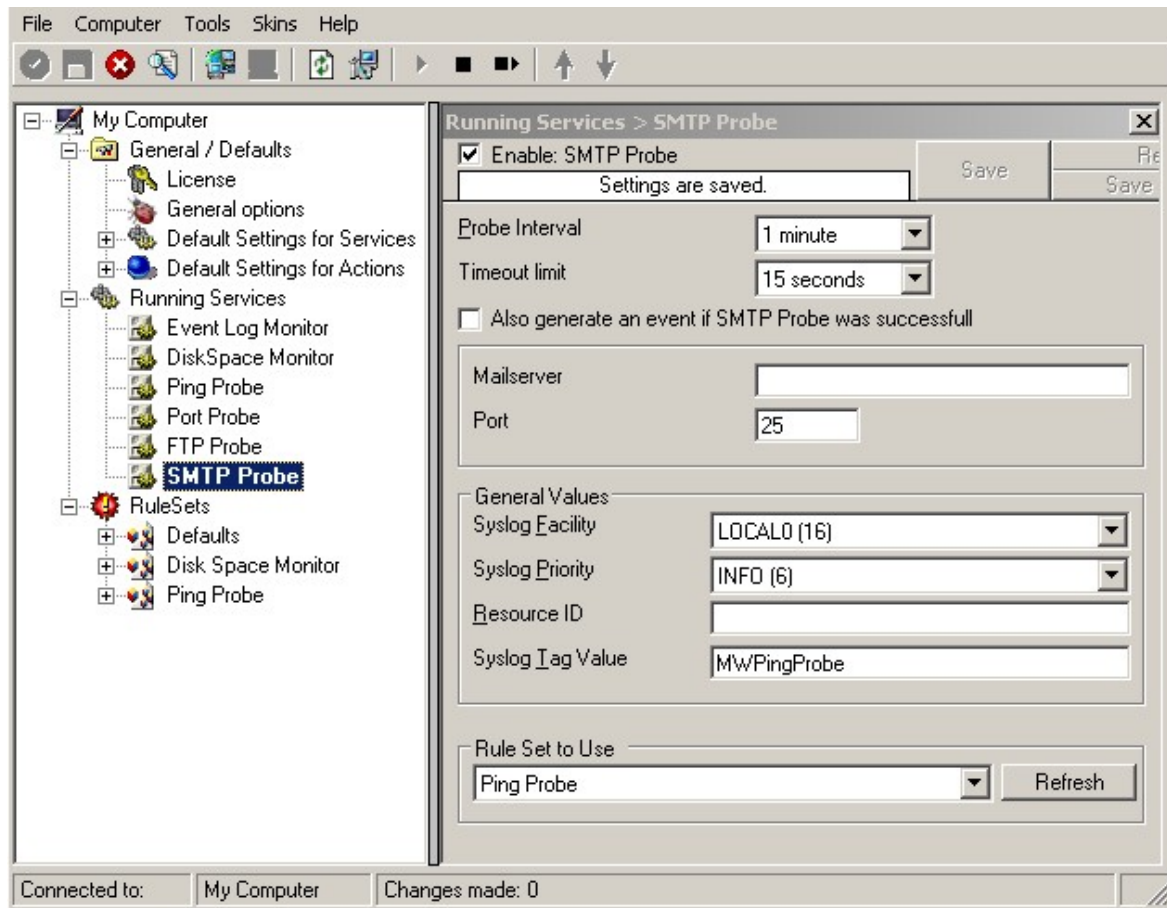 File Computer Tools Skins Help
My Computer
General / Defaults
License
General options
Default Settings for Services
Default Settings for Actions
Running Services
Event Log Monitor
DiskSpace Monitor
Ping Probe
Port Probe
FTP Probe
SMTP Probe
RuleSets
Defaults
Disk Space Monitor
Ping Probe
Running Services > SMTP Probe
Enable: SMTP Probe
Settings are saved.
Save
Re
Save
Probe Interval 1 minute
Timeout limit 15 seconds
Also generate an event if SMTP Probe was successfull
Mailserver
Port 25
General Values
Syslog Facility LOCAL0 (16)
Syslog Priority INFO (6)
Resource ID
Syslog Tag Value MWPingProbe
Rule Set to Use
Ping Probe Refresh
Connected to: My Computer Changes made: 0